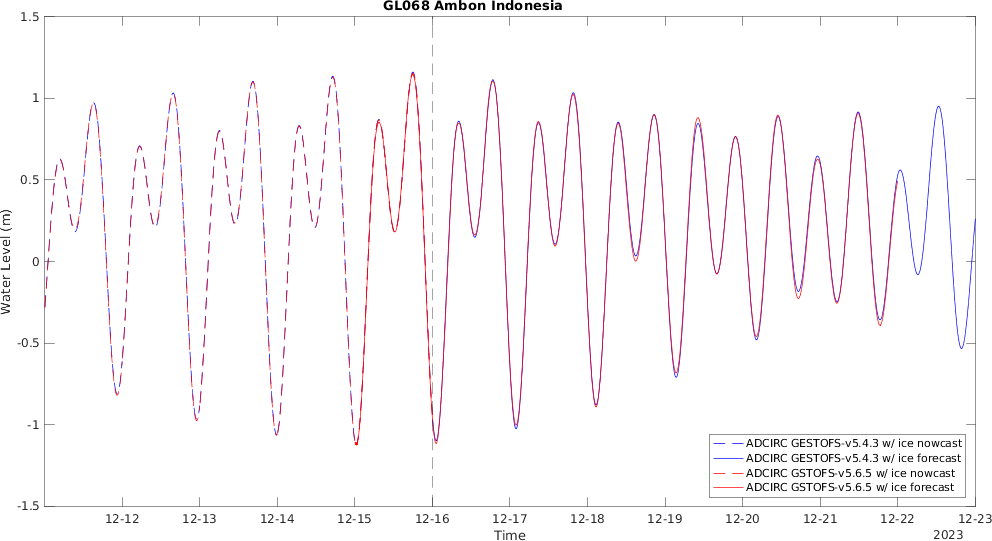 GL068 Ambon Indonesia
1.5
1
0.5
0
-0.5
-1
-1.5
Water Level (m)
ADCIRC GESTOFS-v5.4.3 w/ ice nowcast
ADCIRC GESTOFS-v5.4.3 w/ ice forecast
ADCIRC GSTOFS-v5.6.5 w/ ice nowcast
ADCIRC GSTOFS-v5.6.5 w/ ice forecast
12-12 12-13 12-14 12-15 12-16 12-17 12-18 12-19 12-20 12-21 12-22 12-23
Time
2023